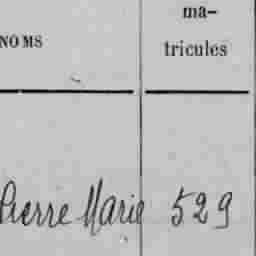 NOMS
ma-
tricules
Pierre Marie 529